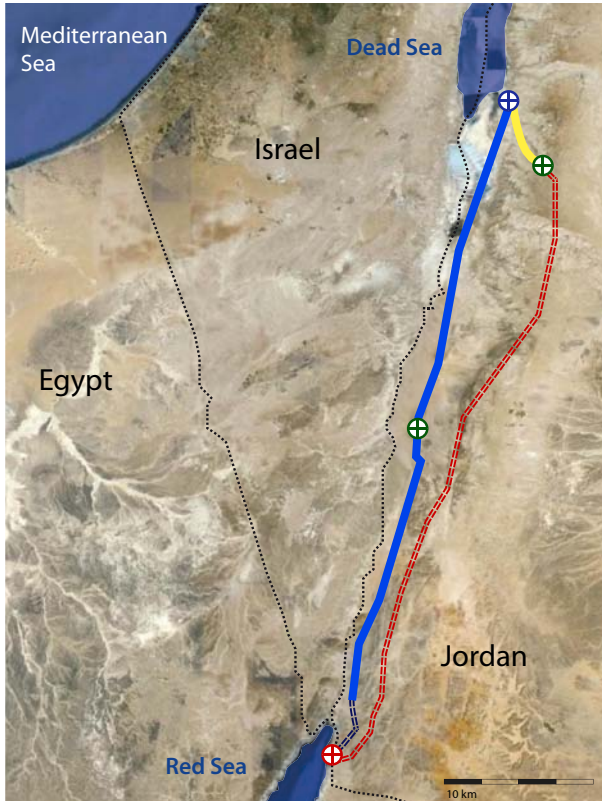 Mediterranean
Sea
Dead Sea
Israel
Egypt
Jordan
Red Sea
10 km